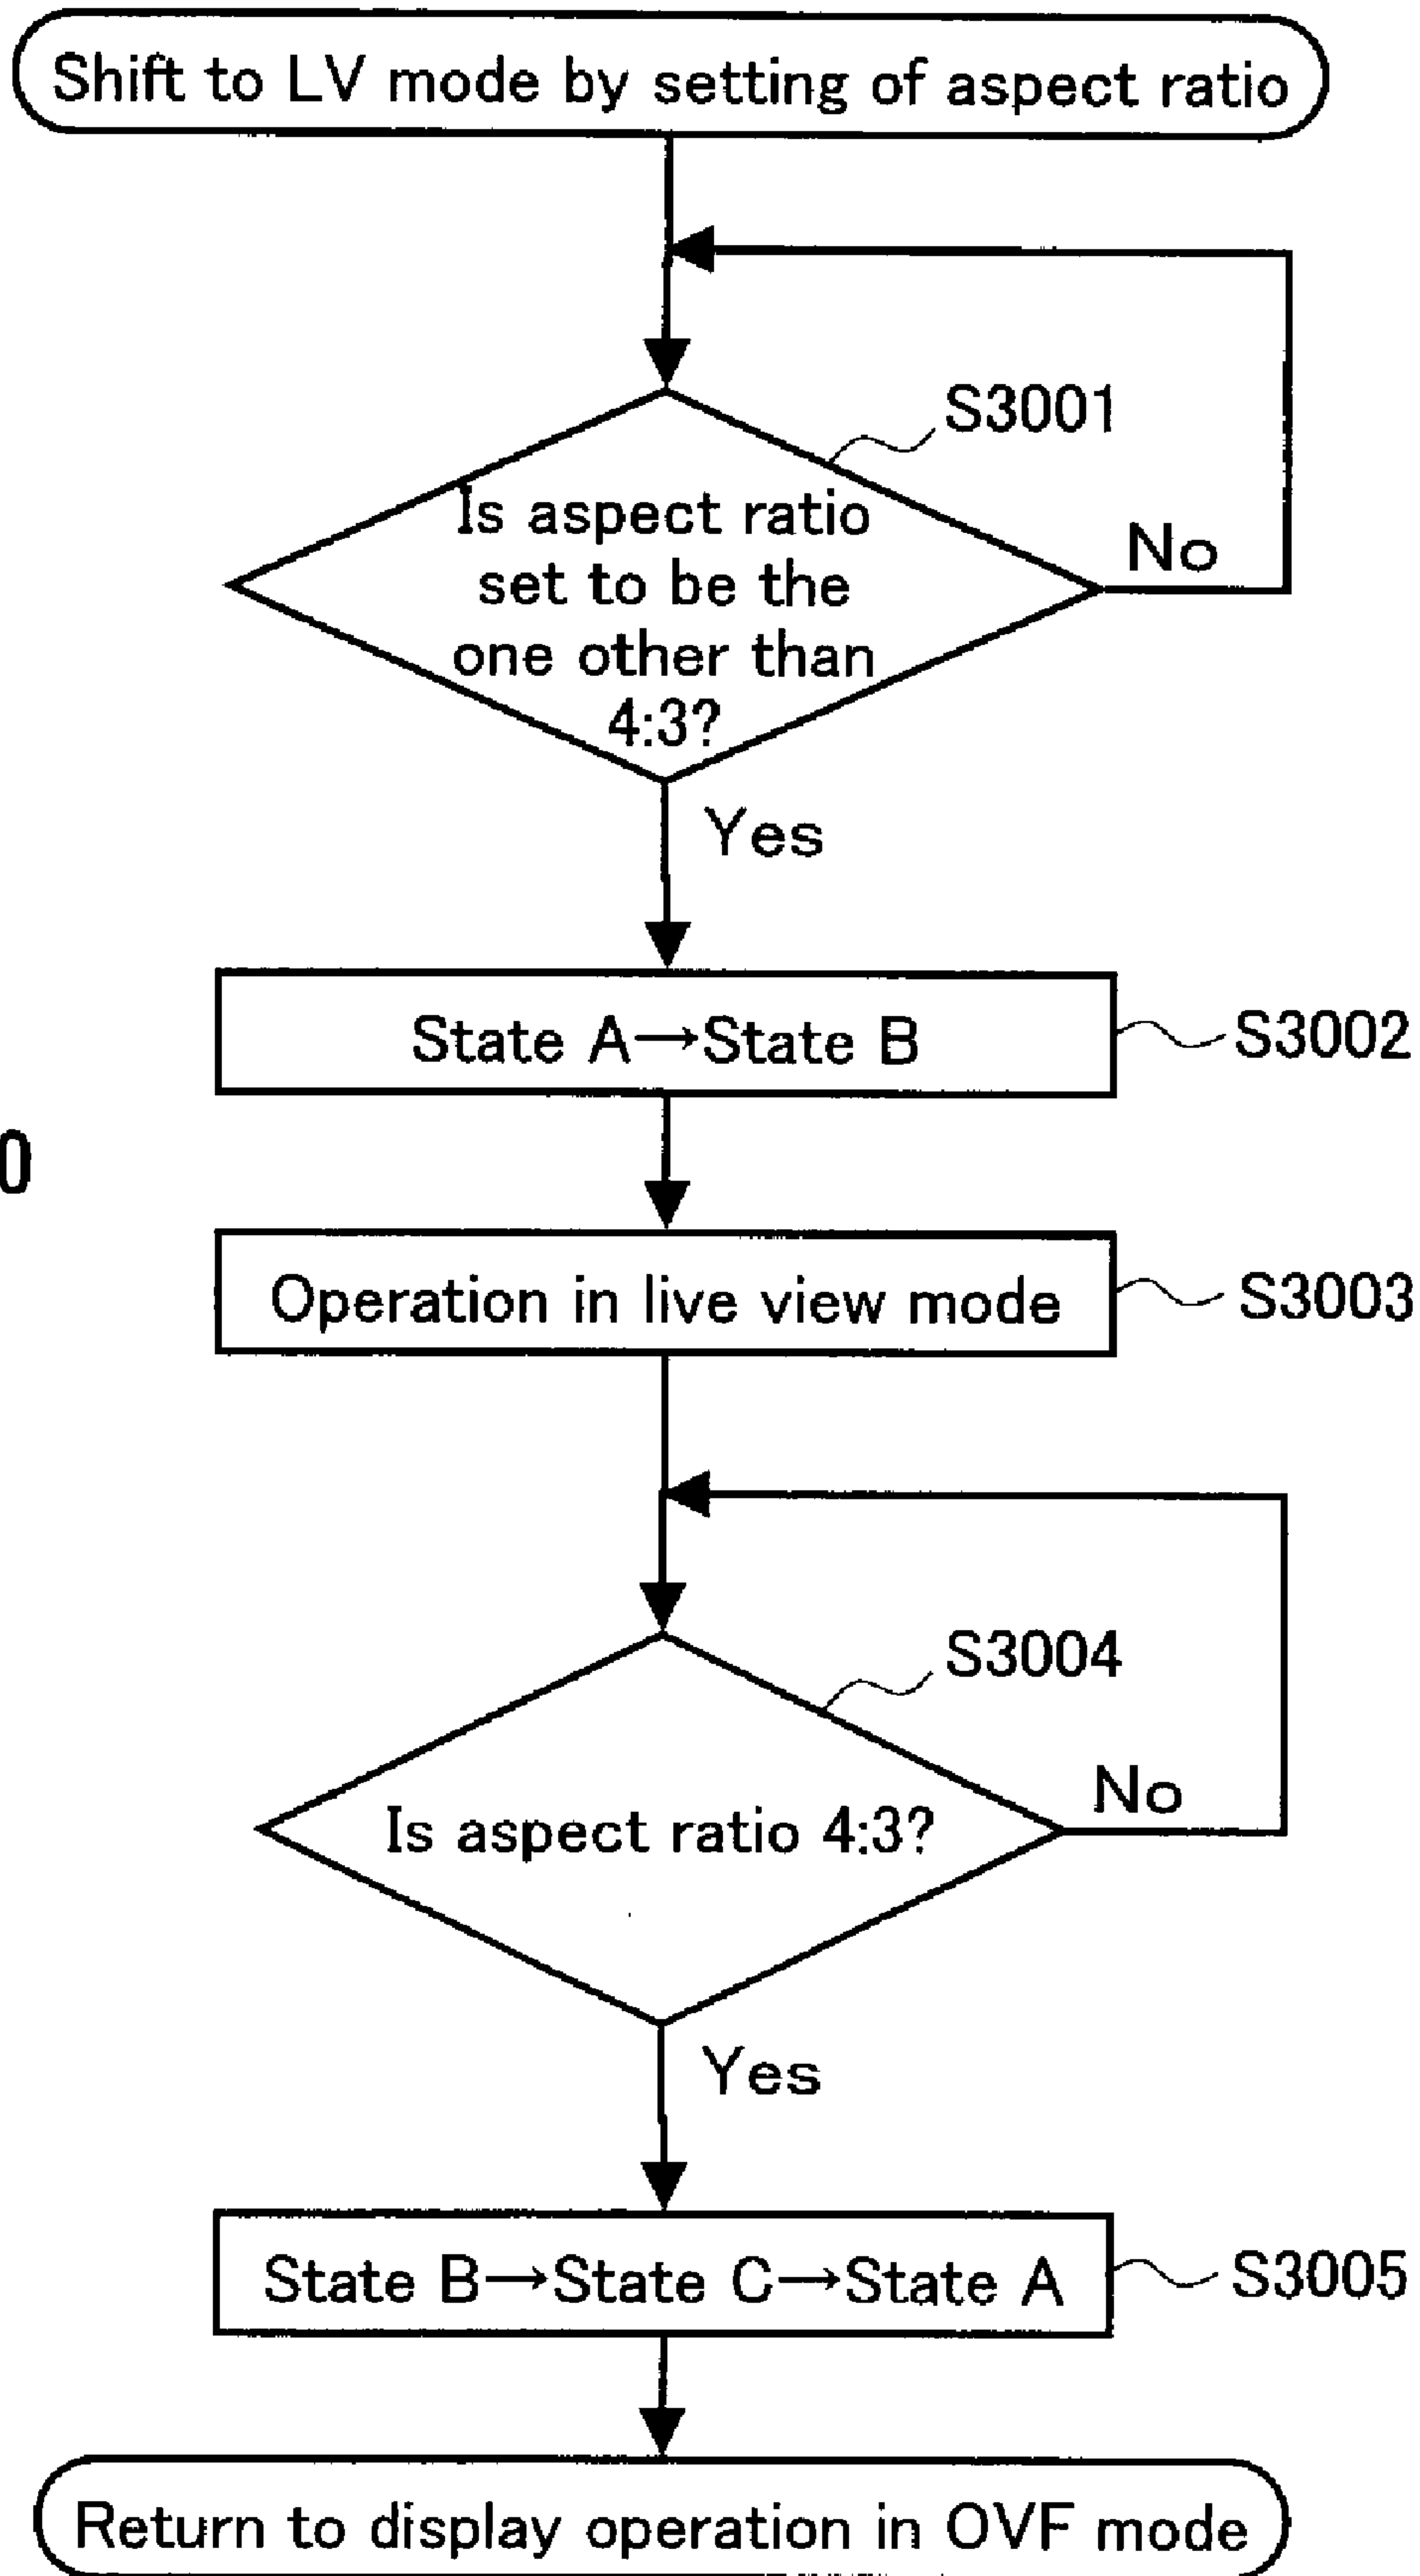 Shift to LV mode by setting of aspect ratio
S3001
Is aspect ratio
set to be the
one other than
4:3?
No
Yes
State A→State B
S3002
0
Operation in live view mode
S3003
S3004
Is aspect ratio 4:3?
No
Yes
State B→State C→State A
S3005
Return to display operation in OVF mode